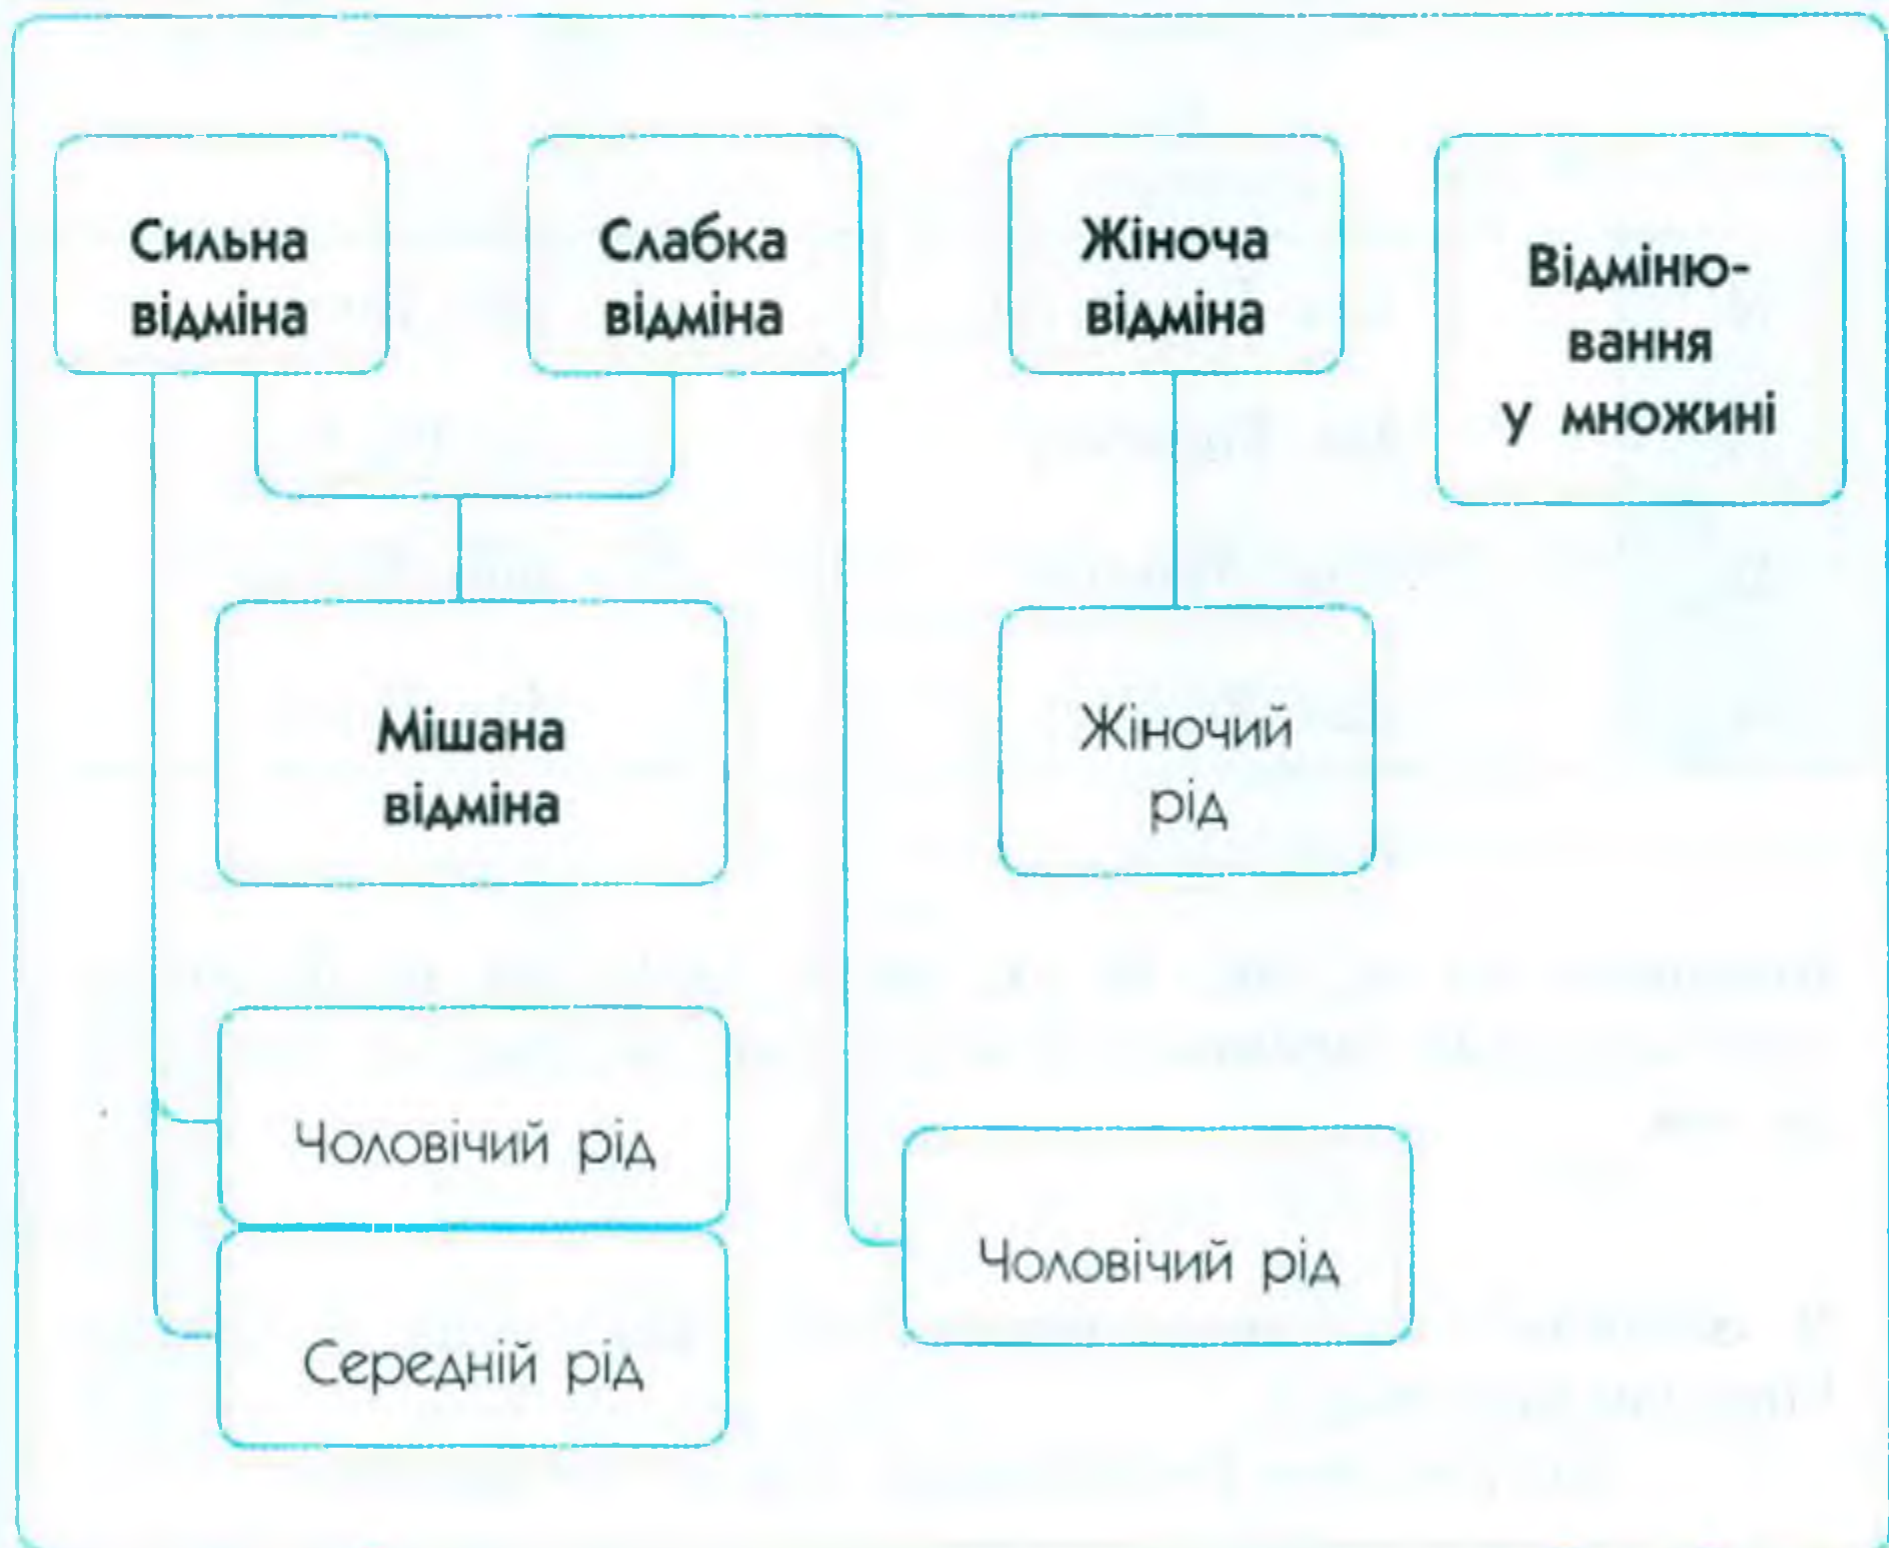 Сильна
відміна
Слабка
відміна
Жіноча
відміна
Відміню-
вання
у множині
Мішана
відміна
Жіночий
рід
Чоловічий рід
Середній рід
Чоловічий рід